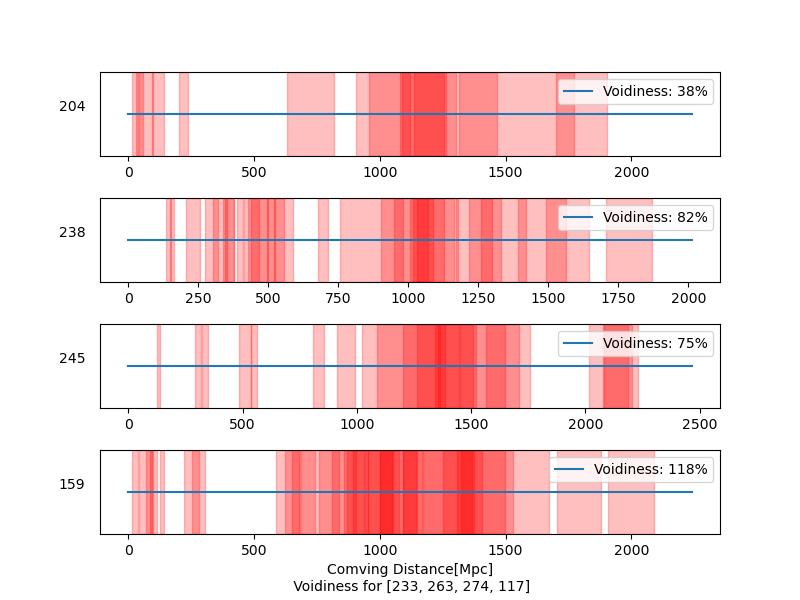 204
Voidiness: 38%
0 500 1000 1500 2000
238
Voidiness: 82%
0 250 500 750 1000 1250 1500 1750 2000
245
Voidiness: 75%
0 500 1000 1500 2000 2500
159
Voidiness: 118%
0 500 1000 1500 2000
Comving Distance[Mpc]
Voidiness for [233, 263, 274, 117]